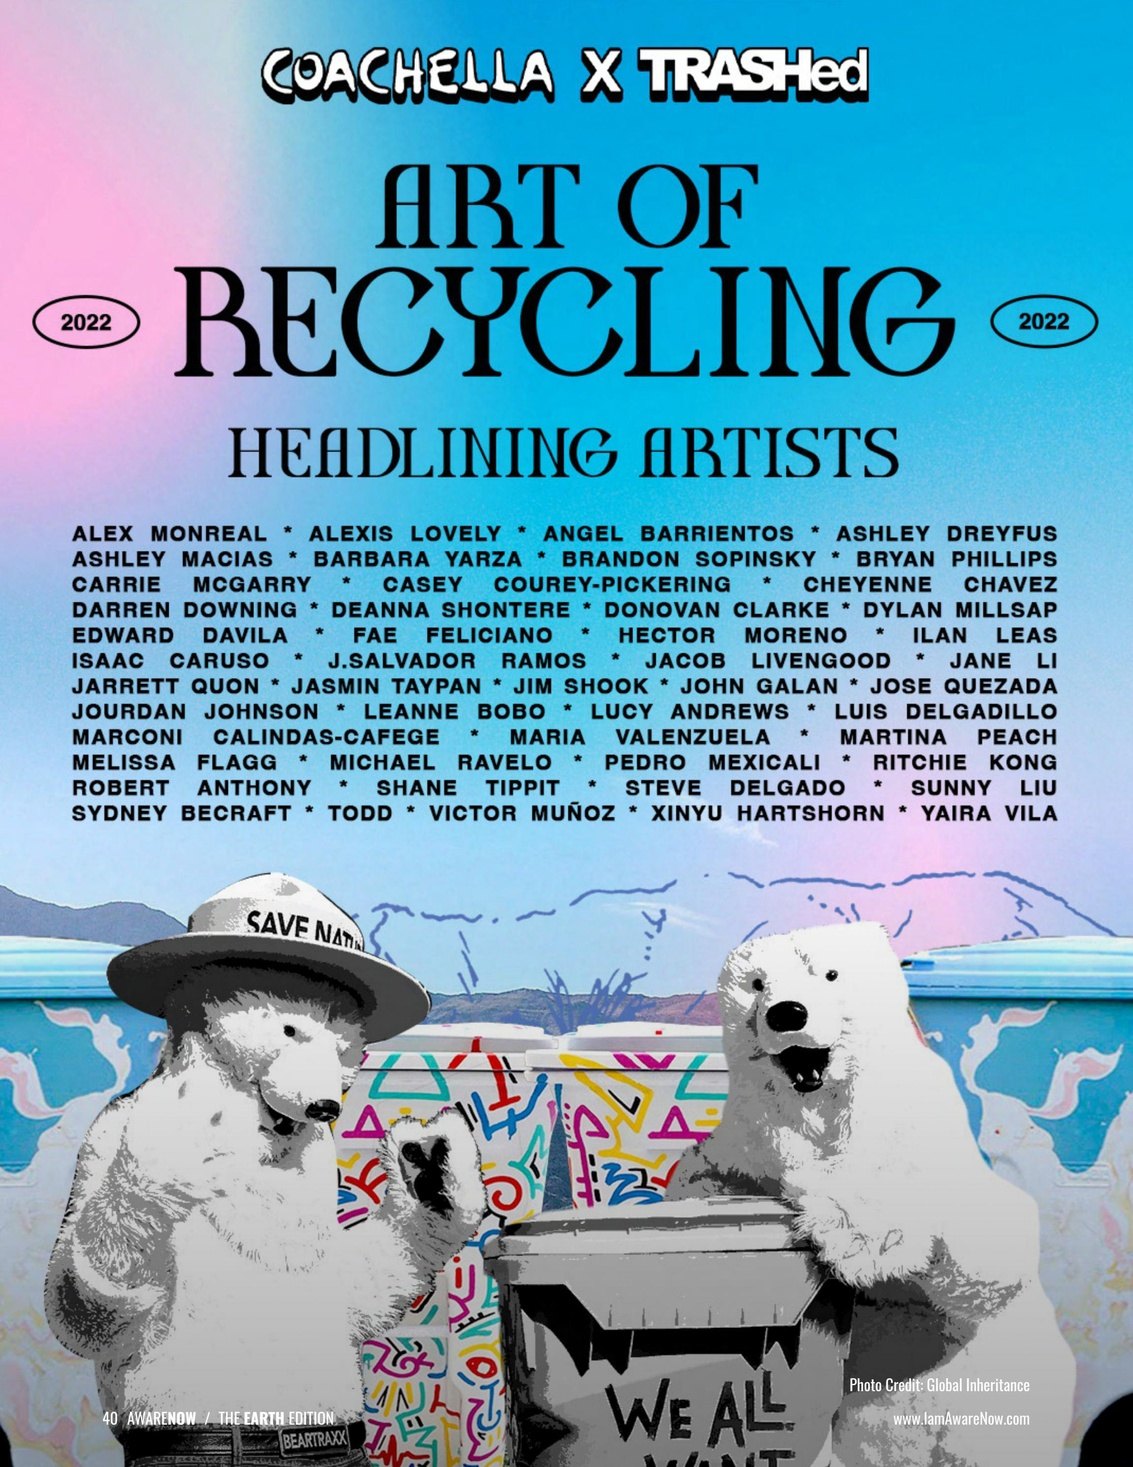 COACHELLA X TRASHed
ART OF
RECYCLING
2022
2022
HEADLINING ARTISTS
ALEX MONREAL * ALEXIS LOVELY * ANGEL BARRIENTOS * ASHLEY DREYFUS
ASHLEY MACIAS * BARBARA YARZA * BRANDON SOPINSKY * BRYAN PHILLIPS
CARRIE MCGARRY * CASEY COUREY-PICKERING * CHEYENNE CHAVEZ
DARREN DOWNING * DEANNA SHONTERE * DONOVAN CLARKE * DYLAN MILLSAP
EDWARD DAVILA * FAE FELICIANO * HECTOR MORENO * ILAN LEAS
ISAAC CARUSO * J.SALVADOR RAMOS * JACOB LIVENGOOD * JANE LI
JARRETT QUON * JASMIN TAYPAN * JIM SHOOK * JOHN GALAN * JOSE QUEZADA
JOURDAN JOHNSON * LEANNE BOBO * LUCY ANDREWS * LUIS DELGADILLO
MARCONI CALINDAS-CAFEGE * MARIA VALENZUELA * MARTINA PEACH
MELISSA FLAGG * MICHAEL RAVELO * PEDRO MEXICALI * RITCHIE KONG
ROBERT ANTHONY * SHANE TIPPIT * STEVE DELGADO * SUNNY LIU
SYDNEY BECRAFT * TODD * VICTOR MUÑOZ * XINYU HARTSHORN * YAIRA VILA
SAVE NATU
WE ALL
WANT
BEARTRAXX
Photo Credit: Global Inheritance
40 AWARENOW / THE EARTH EDITION
www.IamAwareNow.com